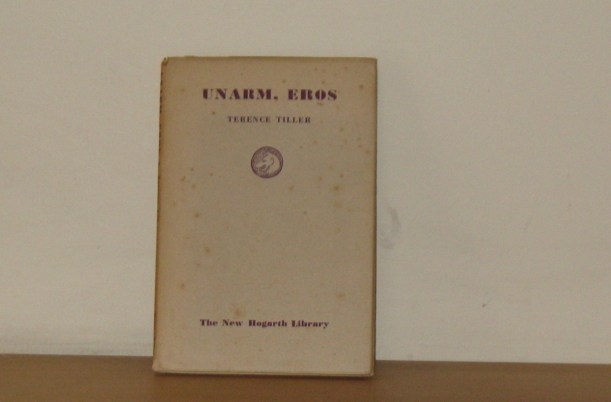 UNARM, EROS
TERENCE TILLER
The New Hogarth Library